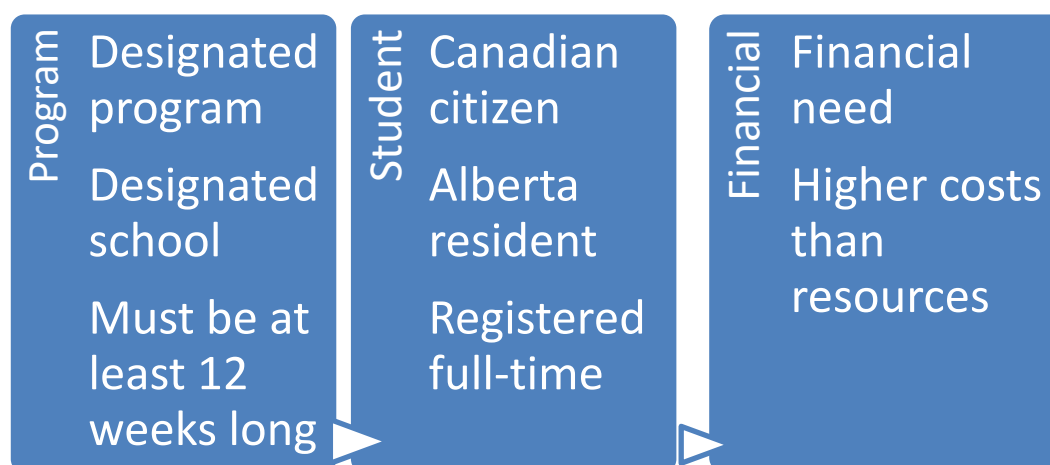 Program
Designated
program
Designated
school
Must be at
least 12
weeks long
Student
Canadian
citizen
Alberta
resident
Registered
full-time
Financial
Financial
need
Higher costs
than
resources